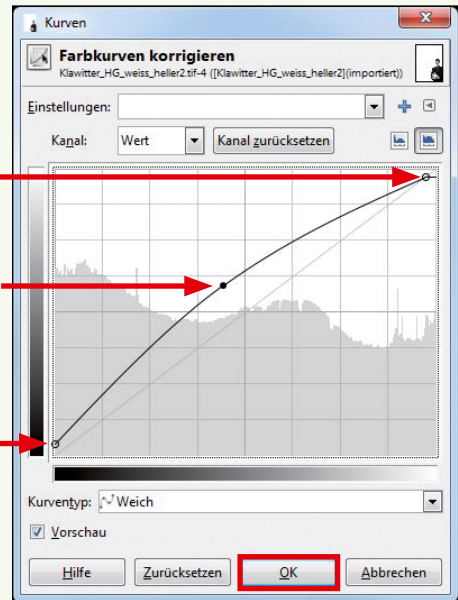 Kurven
Farbkurven korrigieren
Klawitter_HG_weiss_heller2.tif-4 ([Klawitter_HG_weiss_heller2](importiert))
Einstellungen:
Kanal: Wert Kanal zurücksetzen
Kurventyp: Weich
Vorschau
Hilfe Zurücksetzen OK Abbrechen